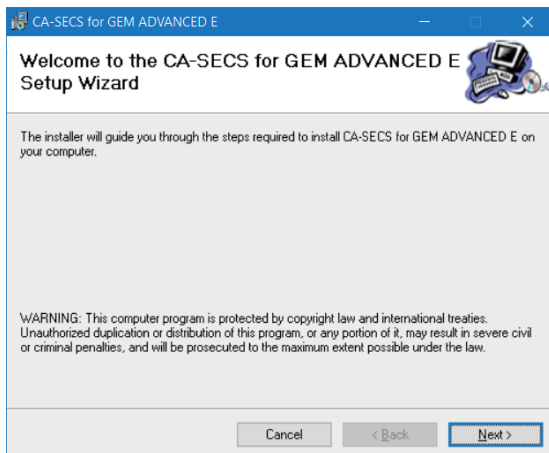 CA-SECS for GEM ADVANCED E
Welcome to the CA-SECS for GEM ADVANCED E
Setup Wizard
The installer will guide you through the steps required to install CA-SECS for GEM ADVANCED E on
your computer.
WARNING: This computer program is protected by copyright law and international treaties.
Unauthorized duplication or distribution of this program, or any portion of it, may result in severe civil
or criminal penalties, and will be prosecuted to the maximum extent possible under the law.
Cancel
< Back
Next >